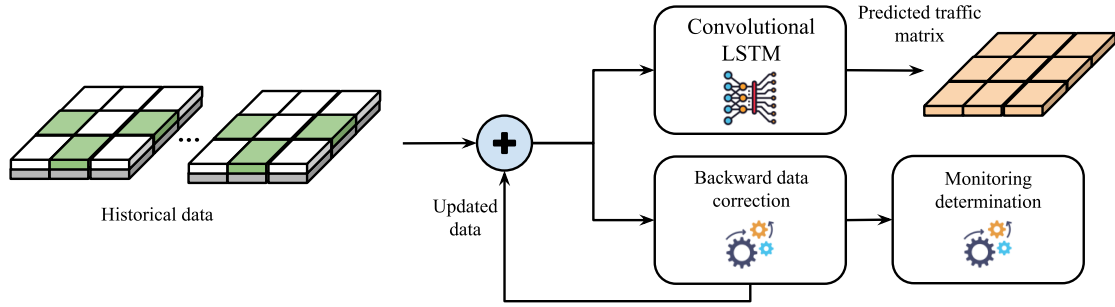 Convolutional
LSTM
Predicted traffic
matrix
...
Historical data
+
Updated
data
Backward data
correction
Monitoring
determination